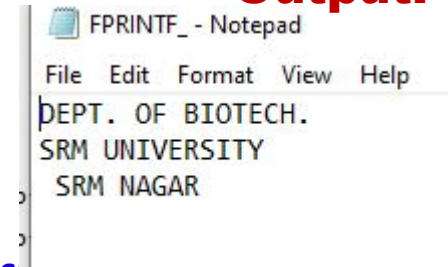 Output:
FPRINTF_ - Notepad
File Edit Format View Help
DEPT. OF BIOTECH.
SRM UNIVERSITY
SRM NAGAR